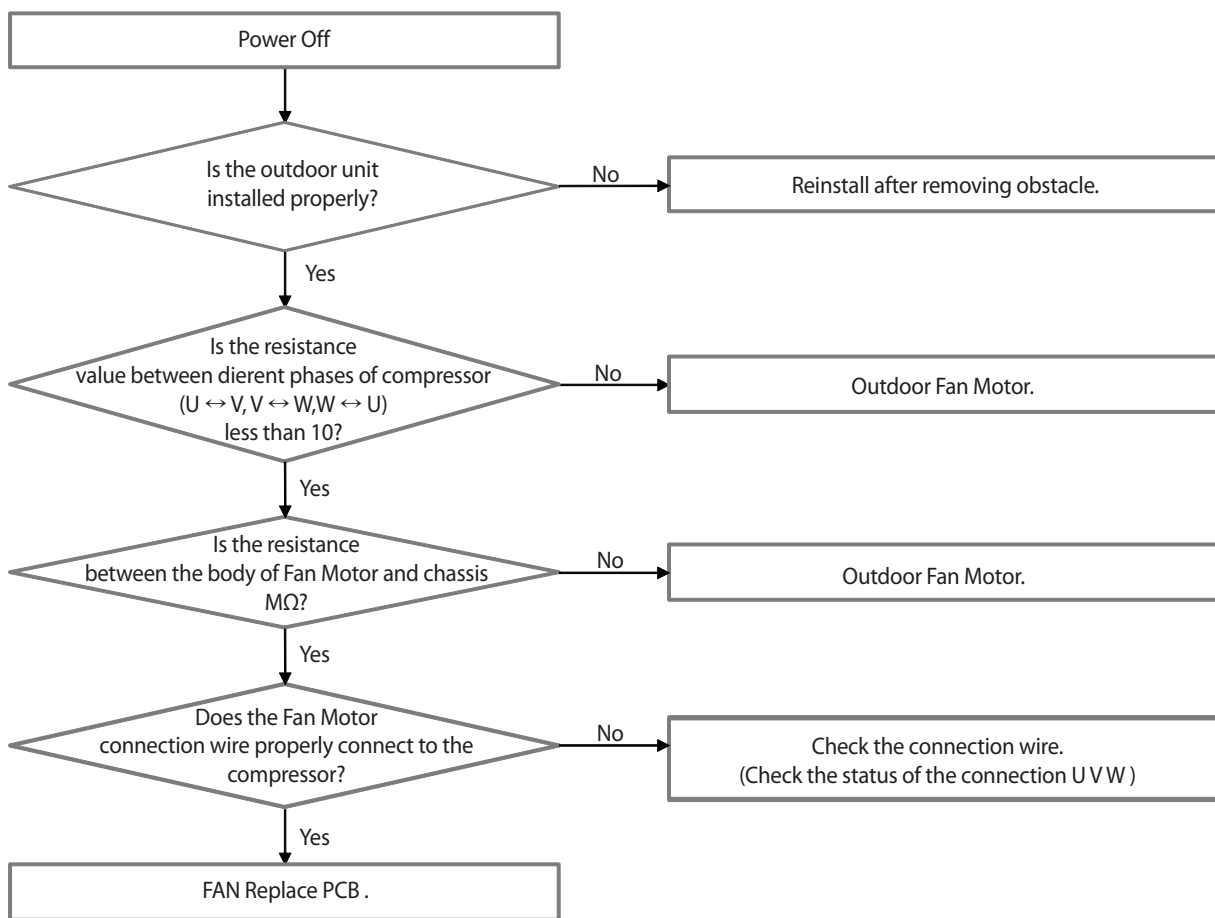 Power Off
Is the outdoor unit
installed properly?
No
Reinstall after removing obstacle.
Yes
Is the resistance
value between dierent phases of compressor
(U ↔ V, V ↔ W,W ↔ U)
less than 10?
No
Outdoor Fan Motor.
Yes
Is the resistance
between the body of Fan Motor and chassis
MΩ?
No
Outdoor Fan Motor.
Yes
Does the Fan Motor
connection wire properly connect to the
compressor?
No
Check the connection wire.
(Check the status of the connection U V W )
Yes
FAN Replace PCB .